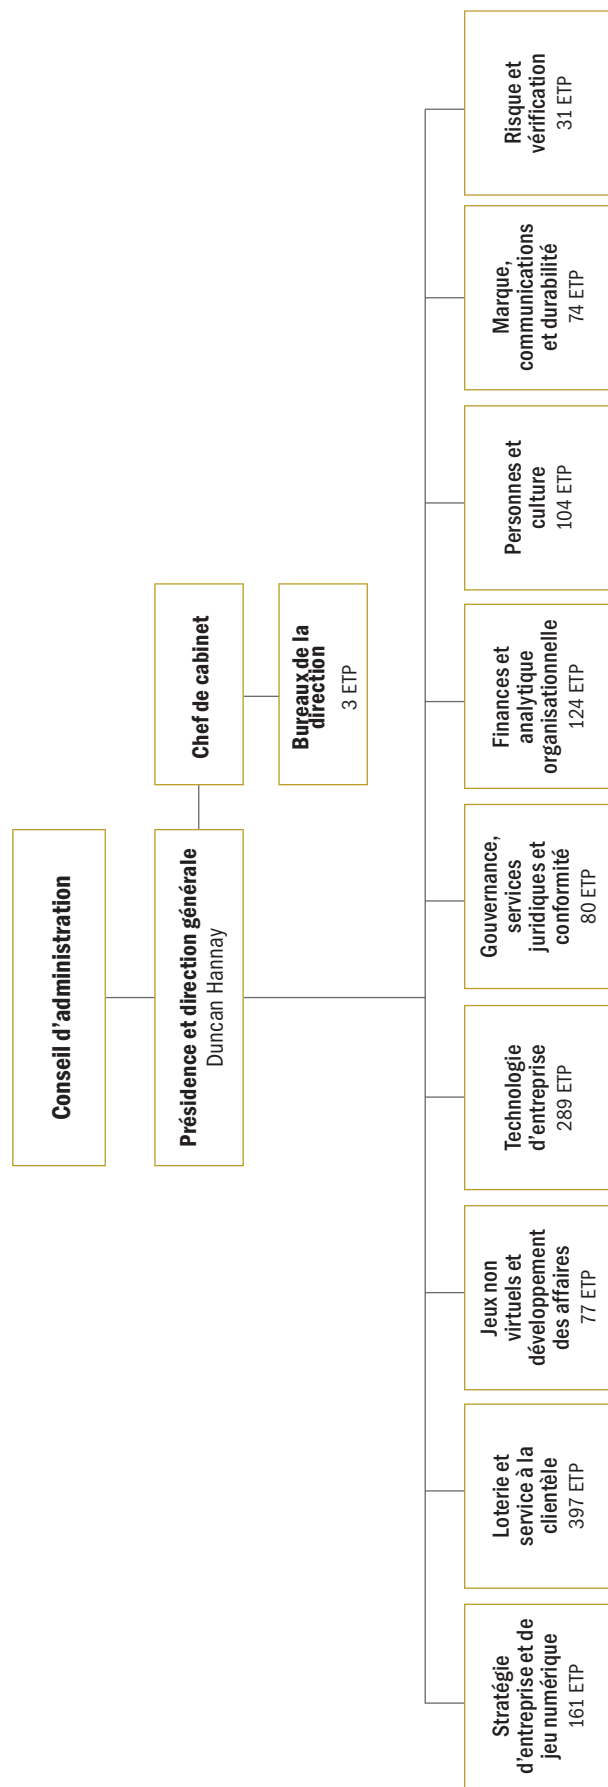 Conseil d'administration
Présidence et direction générale
Duncan Hannay
Chef de cabinet
Bureaux de la
direction
3 ETP
Stratégie
d'entreprise et de
jeu numérique
161 ETP
Loterie et
service à la
clientèle
397 ETP
Jeux non
virtuels et
développement
des affaires
77 ETP
Technologie
d'entreprise
289 ETP
Gouvernance,
services
juridiques et
conformité
80 ETP
Finances et
analytique
organisationnelle
124 ETP
Personnes et
culture
104 ETP
Marque,
communications
et durabilité
74 ETP
Risque et
vérification
31 ETP